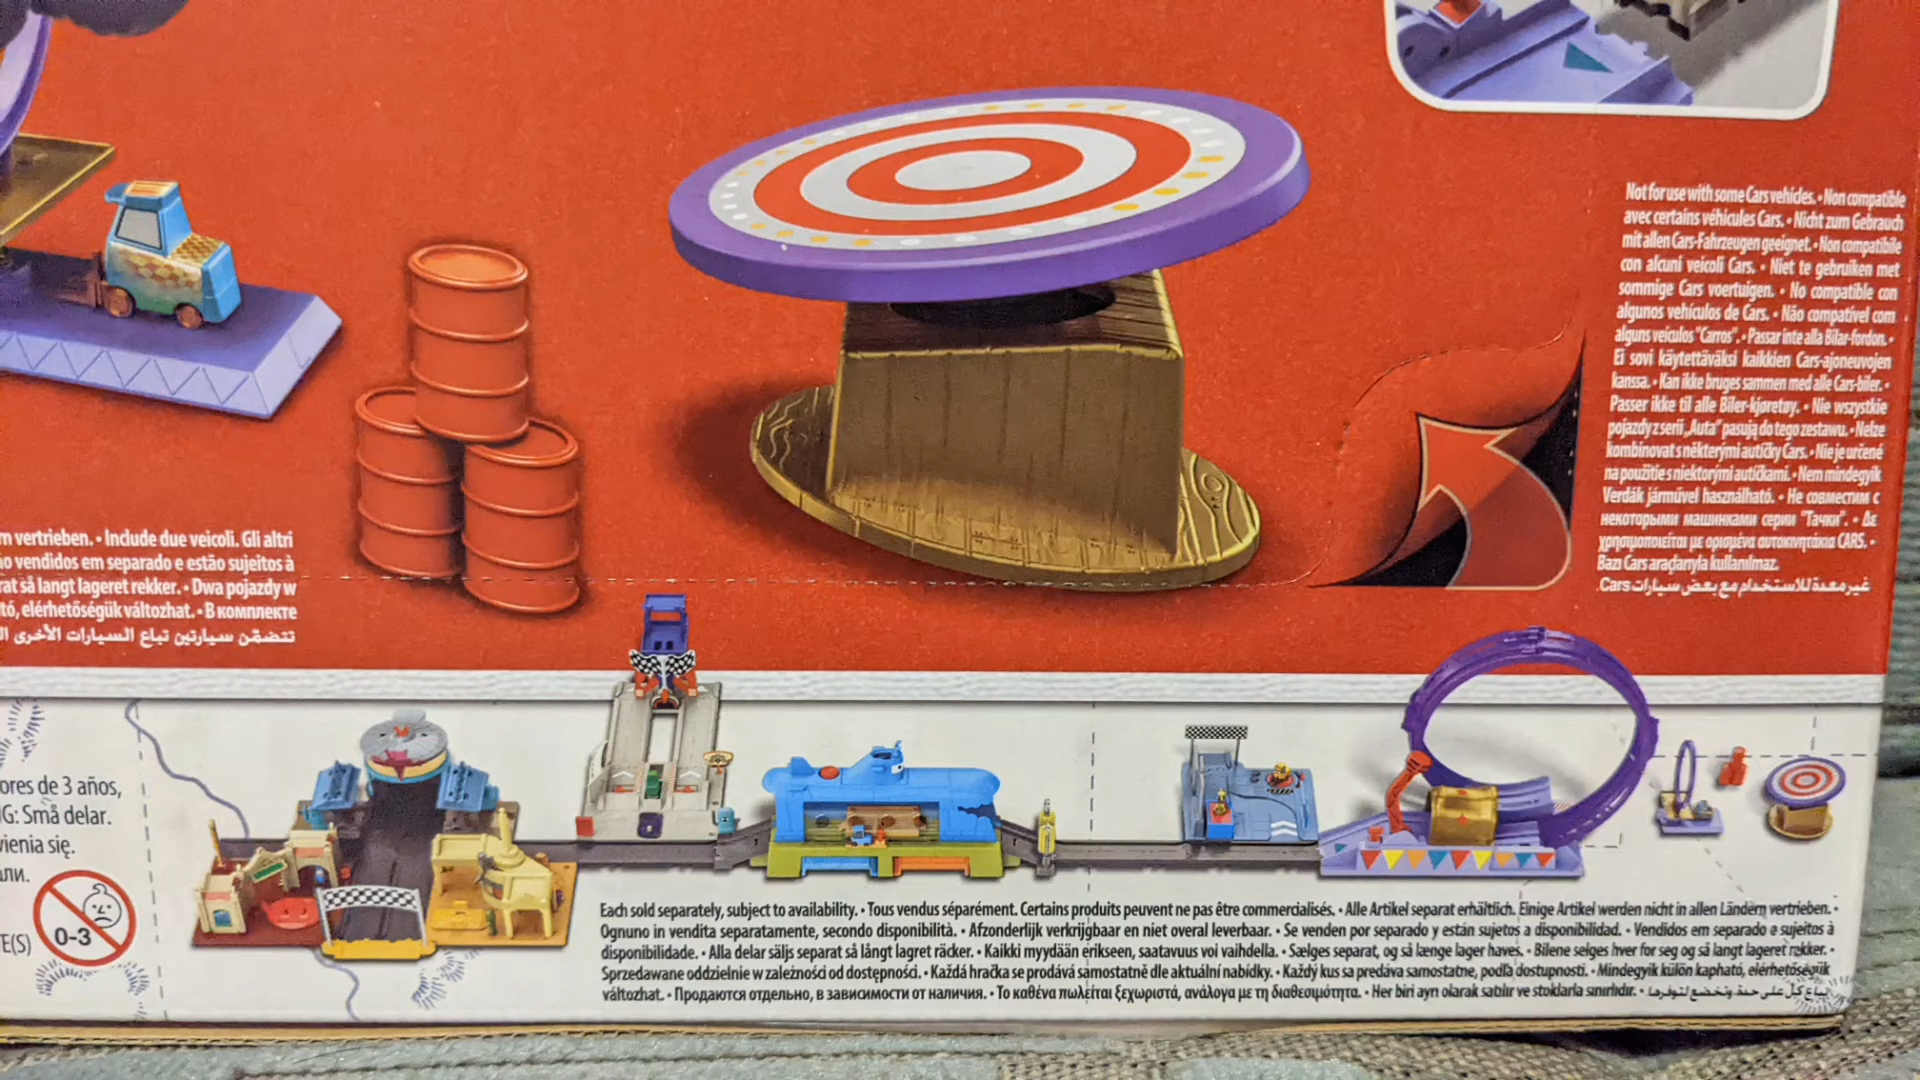 Not for use with some Cars vehicles. • Non compatible
avec certains véhicules Cars. • Nicht zum Gebrauch
mit allen Cars-Fahrzeugen geeignet. • Non compatibile
con alcuni veicoli Cars. • Niet te gebruiken met
sommige Cars voertuigen. • No compatible con
algunos vehículos de Cars. • Não compatível com
alguns veículos "Carros". • Passar inte alla Bilar-fordon. •
Ei sovi käytettäväksi kaikkien Cars-ajoneuvojen
kanssa. • Kan ikke bruges sammen med alle Cars-biler. •
Passer ikke til alle Biler-kjøretøy. • Nie wszystkie
pojazdy z serii „Auta” pasują do tego zestawu. • Nelze
kombinovat s některými autíčky Cars. • Nie je určené
na použitie s niektorými autíčkami. • Nem mindegyik
Verdák járművel használható. • Не совместим с
некоторыми машинками серии "Тачки". • Δε
χρησιμοποιείται με ορισμένα αυτοκινητάκια CARS. •
Bazı Cars araçlarıyla kullanılmaz.
غير معدة للاستخدام مع بعض سيارات Cars.
n vertrieben. • Include due veicoli. Gli altri
ão vendidos em separado e estão sujeitos à
rat så langt lageret rekker. • Dwa pojazdy w
tó, elérhetőségük változhat. • В комплекте
تتضمّن سيارتين تباع السيارات الأخرى ال
ores de 3 años,
G: Små delar.
vienia się.
али.
0-3
E(S)
Each sold separately, subject to availability. • Tous vendus séparément. Certains produits peuvent ne pas être commercialisés. • Alle Artikel separat erhältlich. Einige Artikel werden nicht in allen Ländern vertrieben. •
Ognuno in vendita separatamente, secondo disponibilità. • Afzonderlijk verkrijgbaar en niet overal leverbaar. • Se venden por separado y están sujetos a disponibilidad. • Vendidos em separado e sujeitos à
disponibilidade. • Alla delar säljs separat så långt lagret räcker. • Kaikki myydään erikseen, saatavuus voi vaihdella. • Sælges separat, og så længe lager haves. • Bilene selges hver for seg og så langt lageret rekker. •
Sprzedawane oddzielnie w zależności od dostępności. • Každá hračka se prodává samostatně dle aktuální nabídky. • Každý kus sa predáva samostatne, podľa dostupnosti. • Mindegyik külön kapható, elérhetőségük
változhat. • Продаются отдельно, в зависимости от наличия. • Το καθένα πωλείται ξεχωριστά, ανάλογα με τη διαθεσιμότητα. • Her biri ayrı olarak satılır ve stoklarla sınırlıdır. • يباع كل على حدة وتخضع لتوفرها.